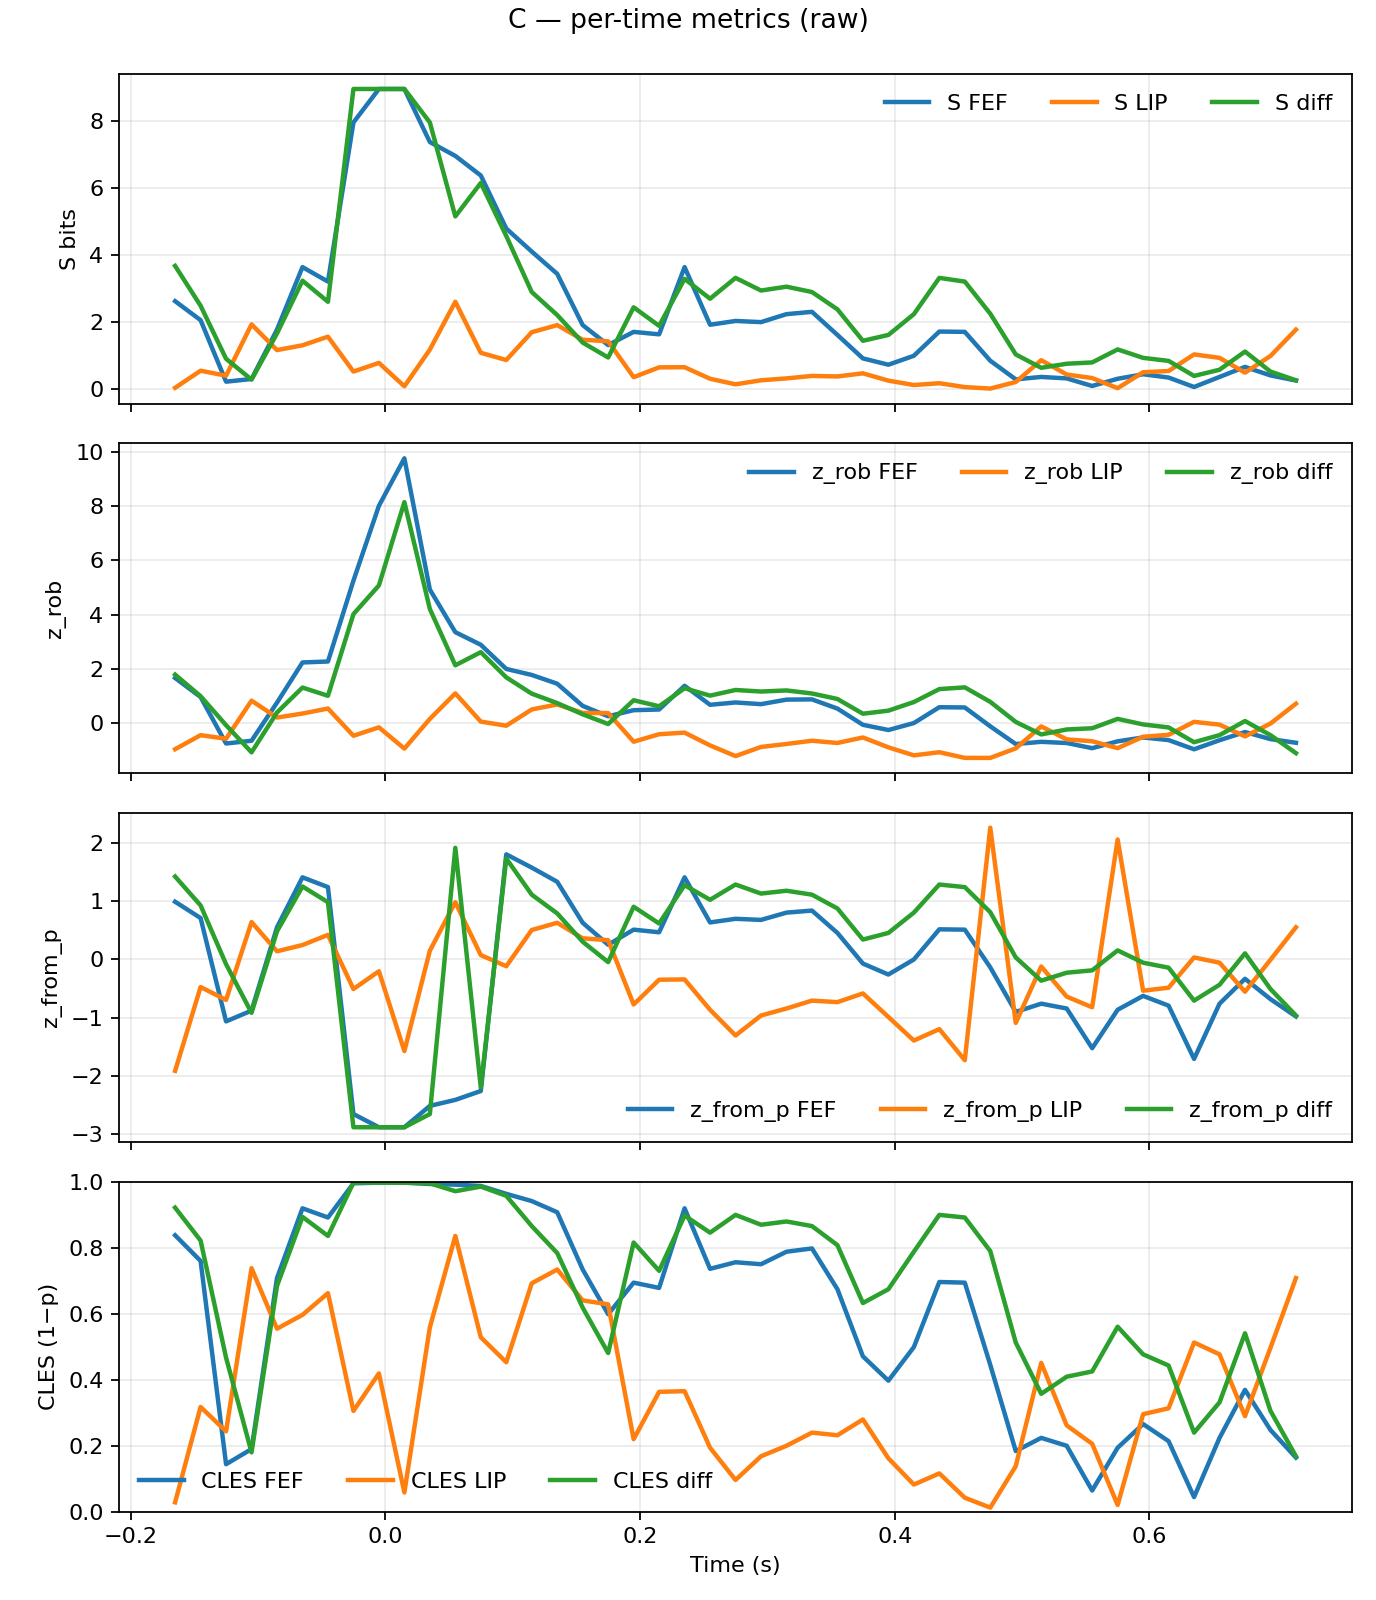 C — per-time metrics (raw)
S FEF S LIP S diff
8
6
4
2
0
S bits
z_rob FEF z_rob LIP z_rob diff
10
8
6
4
2
0
z_rob
2
1
0
−1
−2
−3
z_from_p
z_from_p FEF z_from_p LIP z_from_p diff
1.0
0.8
0.6
0.4
0.2
0.0
CLES (1−p)
CLES FEF CLES LIP CLES diff
−0.2 0.0 0.2 0.4 0.6
Time (s)